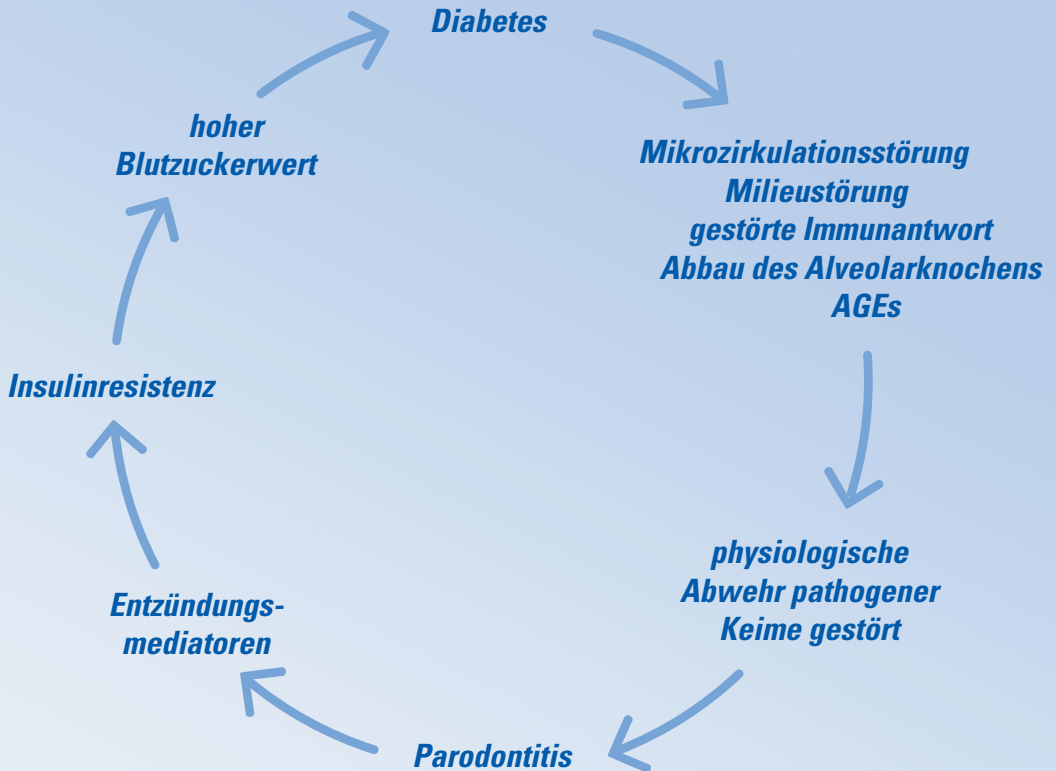 Diabetes
Mikrozirkulationsstörung
Milieustörung
gestörte Immunantwort
Abbau des Alveolarknochens
AGEs
physiologische
Abwehr pathogener
Keime gestört
Parodontitis
Entzündungs-
mediatoren
Insulinresistenz
hoher
Blutzuckerwert